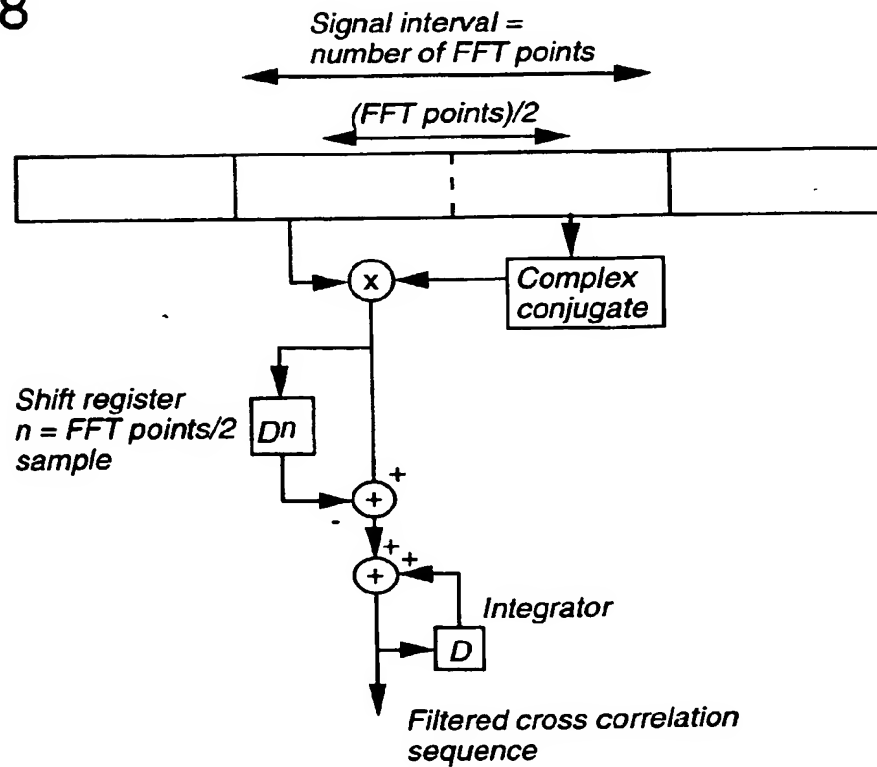 8
Signal interval =
number of FFT points
(FFT points)/2
x
Complex
conjugate
Shift register
n = FFT points/2
sample
Dn
+
+
-
+
+
+
Integrator
D
Filtered cross correlation
sequence